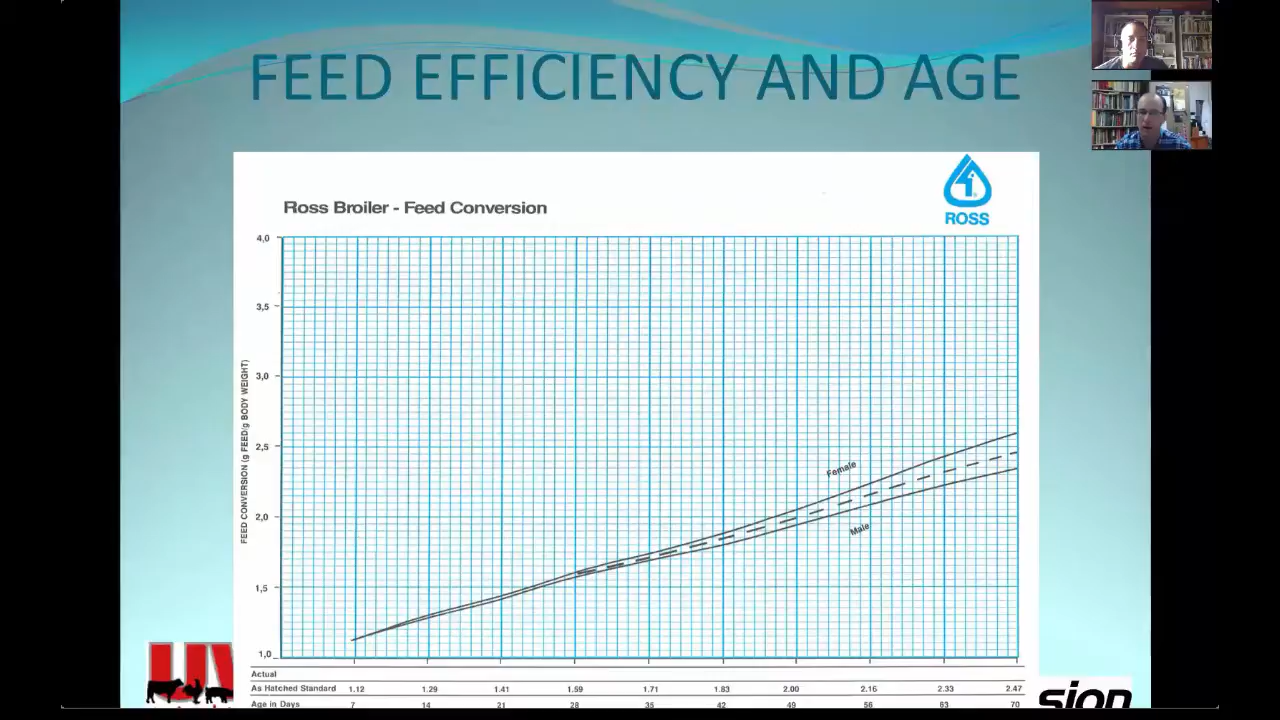 FEED EFFICIENCY AND AGE
ROSS
Ross Broiler - Feed Conversion
4,0
3,5
3,0
2,5
2,0
1,5
1,0
FEED CONVERSION (g FEED/g BODY WEIGHT)
Female
Male
Actual
As Hatched Standard 1.12 1.29 1.41 1.59 1.71 1.83 2.00 2.16 2.33 2.47
Age in Days 7 14 21 28 35 42 49 56 63 70
sion